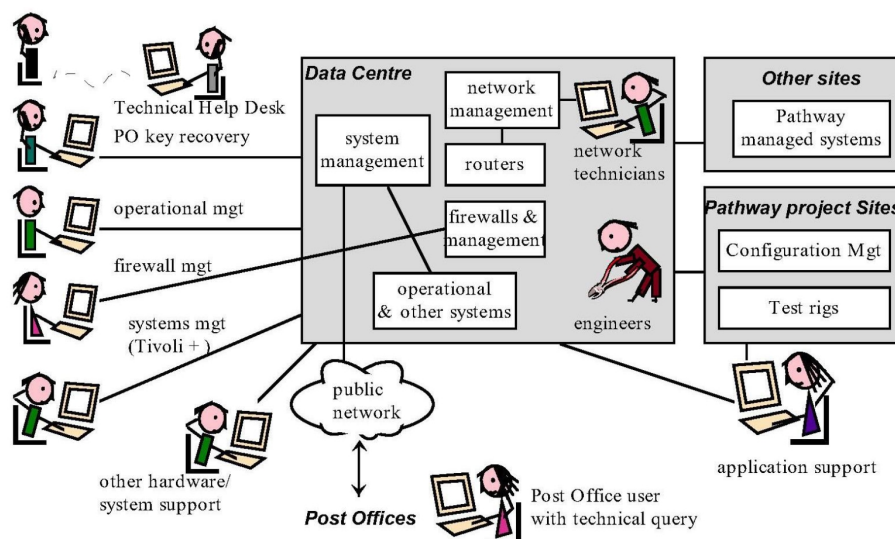 Data Centre
Other sites
Technical Help Desk
PO key recovery
network
management
Pathway
managed systems
system
management
routers
network
technicians
operational mgt
firewalls &
management
Pathway project Sites
Configuration Mgt
firewall mgt
operational
& other systems
engineers
Test rigs
systems mgt
(Tivoli + )
public
network
application support
other hardware/
system support
Post Offices
Post Office user
with technical query